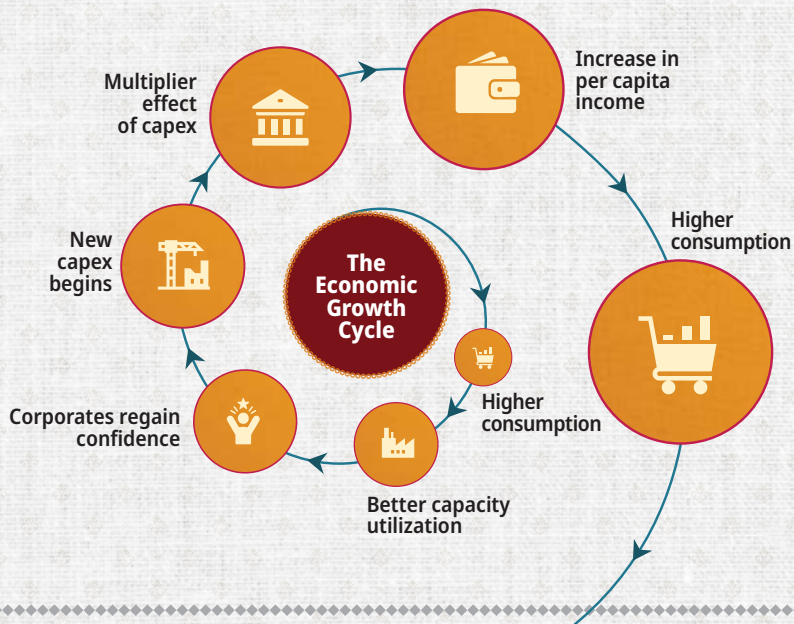 The
Economic
Growth
Cycle
Higher
consumption
Better capacity
utilization
Corporates regain
confidence
New
capex
begins
Multiplier
effect
of capex
Increase in
per capita
income
Higher
consumption